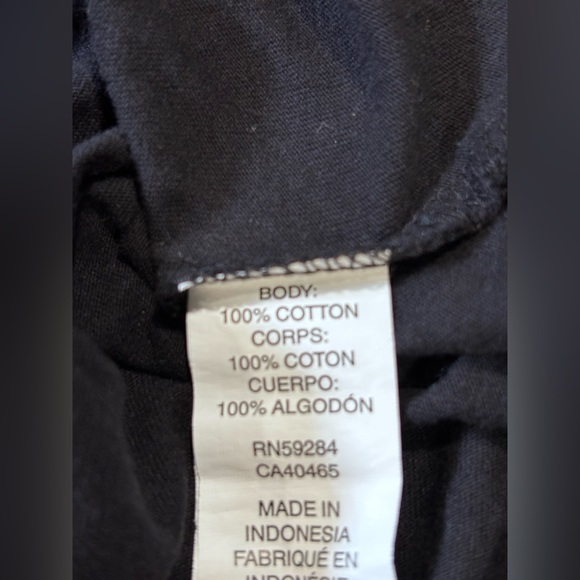 BODY:
100% COTTON
CORPS:
100% COTON
CUERPO:
100% ALGODÓN
RN59284
CA40465
MADE IN
INDONESIA
FABRIQUÉ EN